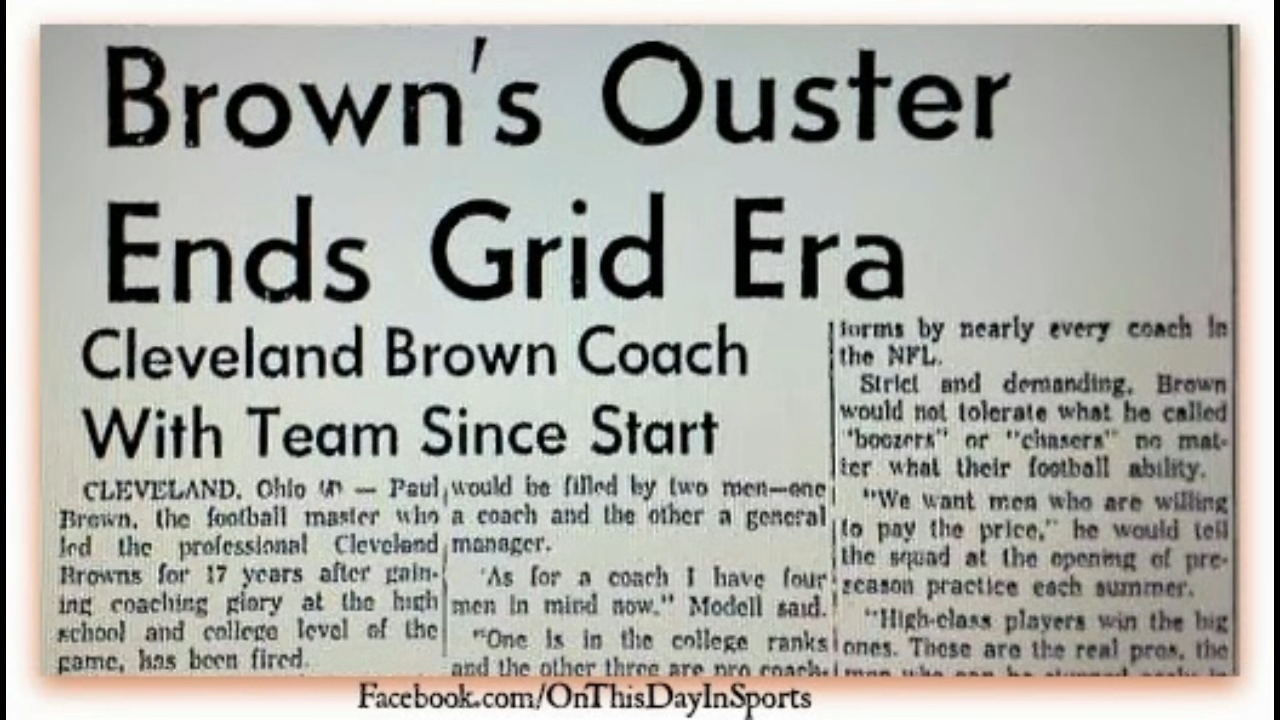 Brown's Ouster
Ends Grid Era
Cleveland Brown Coach
With Team Since Start
CLEVELAND, Ohio — Paul
Brown, the football master who
led the professional Cleveland
Browns for 17 years after gain-
ing coaching glory at the high
school and college level of the
game, has been fired.
would be filled by two men—one
a coach and the other a general
manager.
"As for a coach I have four
men in mind now." Modell said.
"One is in the college ranks
and the other three are pro coach-
forms by nearly every coach in
the NFL.
Strict and demanding, Brown
would not tolerate what he called
"boozers" or "chasers" no mat-
ter what their football ability.
"We want men who are willing
to pay the price," he would tell
the squad at the opening of pre-
season practice each summer.
"High-class players win the big
ones. These are the real pros, the
men who can be
Facebook.com/OnThisDayInSports